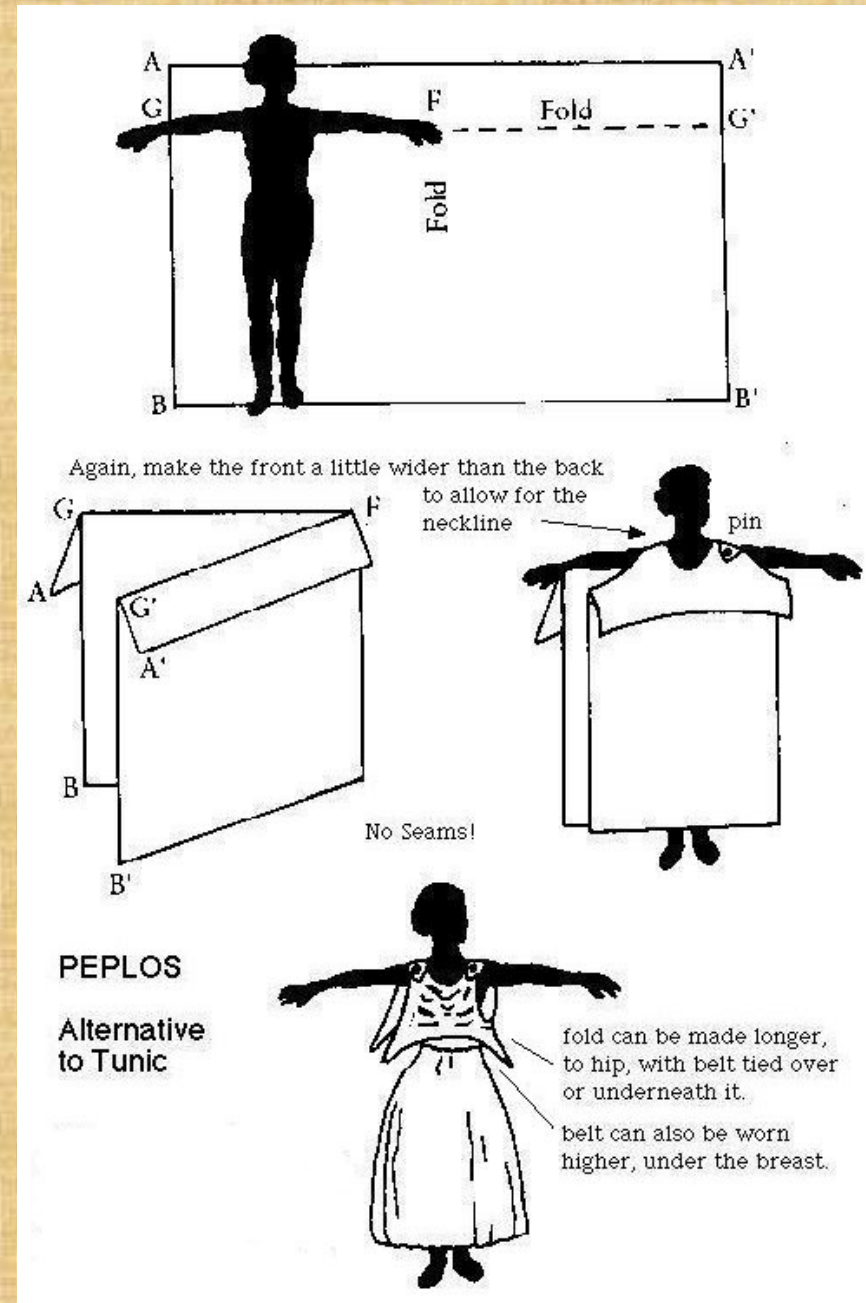 A A'
G F Fold G'
Fold
B B'
Again, make the front a little wider than the back
to allow for the
neckline
pin
G F
A G'
A'
B
B'
No Seams!
PEPLOS
Alternative
to Tunic
fold can be made longer,
to hip, with belt tied over
or underneath it.
belt can also be worn
higher, under the breast.